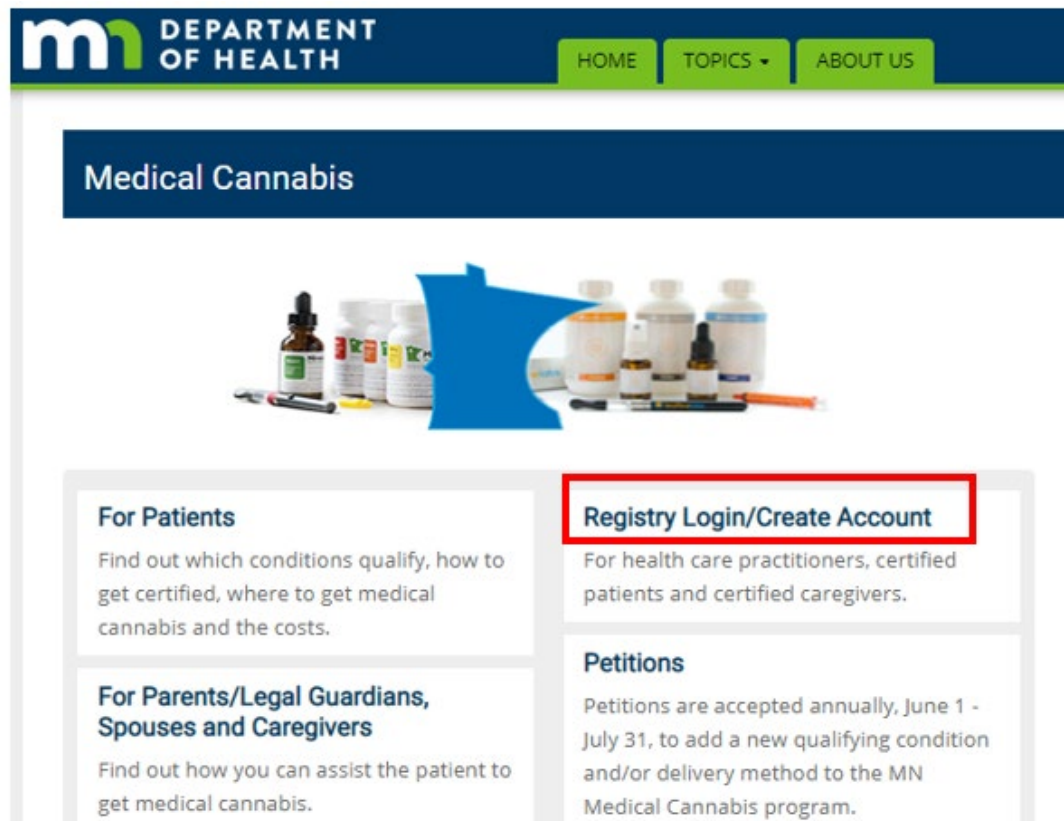 mn DEPARTMENT
OF HEALTH
HOME
TOPICS
ABOUT US
Medical Cannabis
For Patients
Find out which conditions qualify, how to
get certified, where to get medical
cannabis and the costs.
For Parents/Legal Guardians,
Spouses and Caregivers
Find out how you can assist the patient to
get medical cannabis.
Registry Login/Create Account
For health care practitioners, certified
patients and certified caregivers.
Petitions
Petitions are accepted annually, June 1 -
July 31, to add a new qualifying condition
and/or delivery method to the MN
Medical Cannabis program.